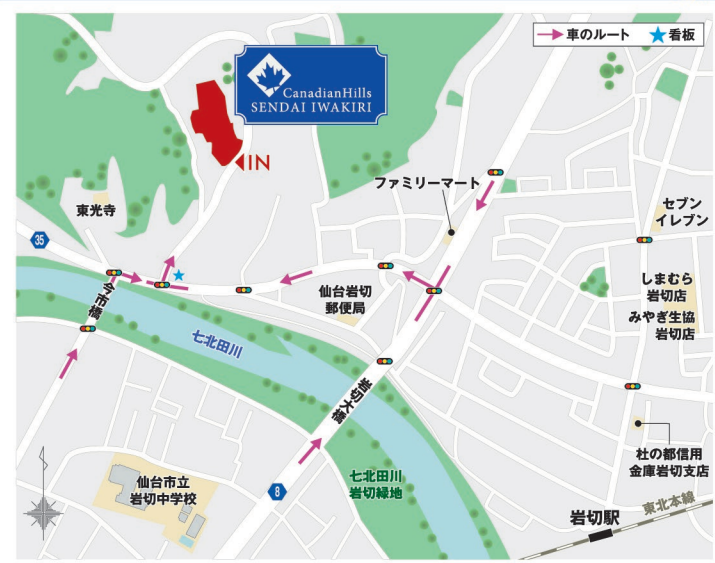 車のルート
看板
CanadianHills
SENDAI IWAKIRI
IN
ファミリーマート
東光寺
セブン
イレブン
35
しまむら
岩切店
仙台岩切
郵便局
みやぎ生協
岩切店
今市橋
七北田川
岩切大橋
七北田川
岩切緑地
杜の都信用
金庫岩切支店
仙台市立
岩切中学校
8
東北本線
岩切駅